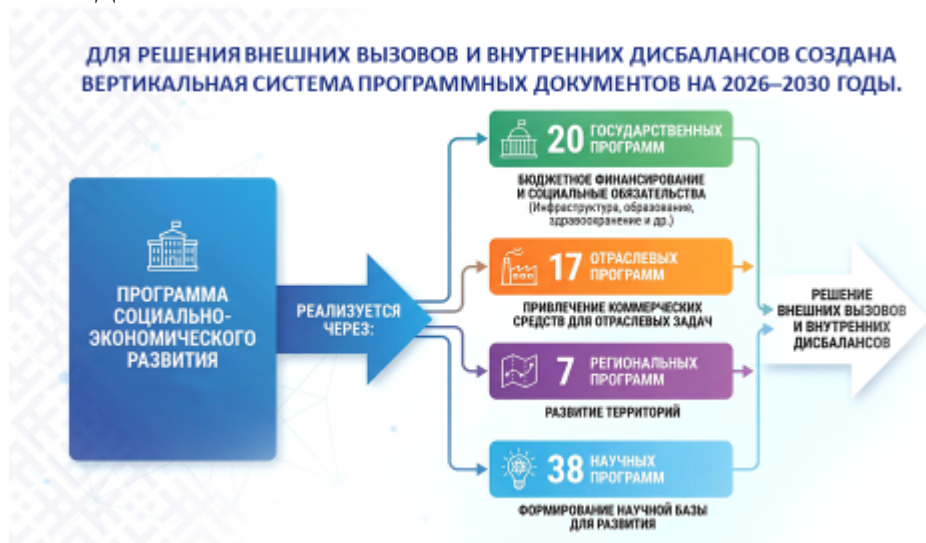 ДЛЯ РЕШЕНИЯ ВНЕШНИХ ВЫЗОВОВ И ВНУТРЕННИХ ДИСБАЛАНСОВ СОЗДАНА
ВЕРТИКАЛЬНАЯ СИСТЕМА ПРОГРАММНЫХ ДОКУМЕНТОВ НА 2026–2030 ГОДЫ.
ПРОГРАММА
СОЦИАЛЬНО-
ЭКОНОМИЧЕСКОГО
РАЗВИТИЯ
РЕАЛИЗУЕТСЯ
ЧЕРЕЗ:
20 ГОСУДАРСТВЕННЫХ
ПРОГРАММ
БЮДЖЕТНОЕ ФИНАНСИРОВАНИЕ
И СОЦИАЛЬНЫЕ ОБЯЗАТЕЛЬСТВА
(Инфраструктура, образование,
здравоохранение и др.)
17 ОТРАСЛЕВЫХ
ПРОГРАММ
ПРИВЛЕЧЕНИЕ КОММЕРЧЕСКИХ
СРЕДСТВ ДЛЯ ОТРАСЛЕВЫХ ЗАДАЧ
7 РЕГИОНАЛЬНЫХ
ПРОГРАММ
РАЗВИТИЕ ТЕРРИТОРИЙ
38 НАУЧНЫХ
ПРОГРАММ
ФОРМИРОВАНИЕ НАУЧНОЙ БАЗЫ
ДЛЯ РАЗВИТИЯ
РЕШЕНИЕ
ВНЕШНИХ ВЫЗОВОВ
И ВНУТРЕННИХ
ДИСБАЛАНСОВ